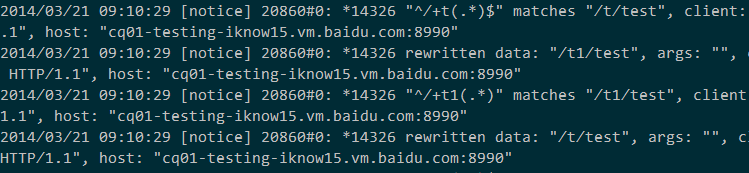 2014/03/21 09:10:29 [notice] 20860#0: *14326 "^/+t(.*)$" matches "/t/test", client:
.1", host: "cq01-testing-iknow15.vm.baidu.com:8990"
2014/03/21 09:10:29 [notice] 20860#0: *14326 rewritten data: "/t1/test", args: "",
HTTP/1.1", host: "cq01-testing-iknow15.vm.baidu.com:8990"
2014/03/21 09:10:29 [notice] 20860#0: *14326 "^/+t1(.*)" matches "/t1/test", client
1.1", host: "cq01-testing-iknow15.vm.baidu.com:8990"
2014/03/21 09:10:29 [notice] 20860#0: *14326 rewritten data: "/t/test", args: "", c
HTTP/1.1", host: "cq01-testing-iknow15.vm.baidu.com:8990"